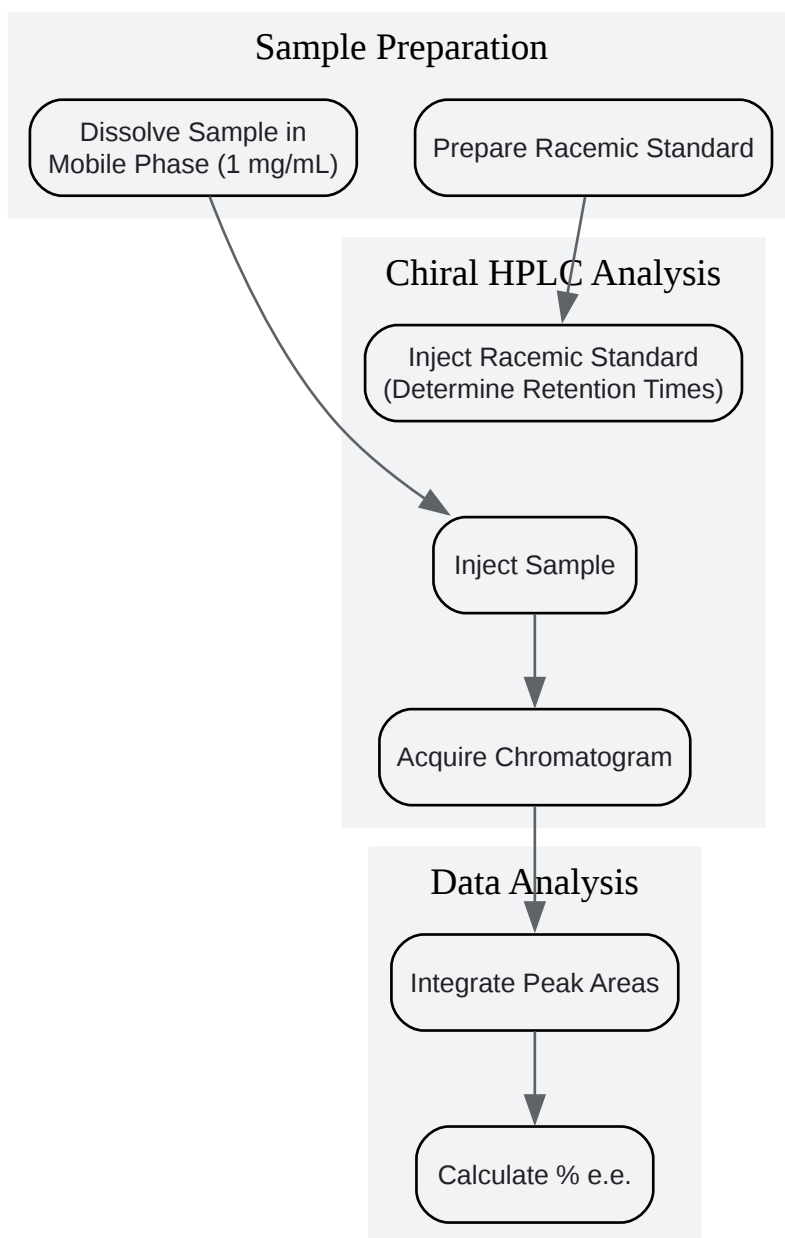 Sample Preparation
Dissolve Sample in
Mobile Phase (1 mg/mL)
Prepare Racemic Standard
Chiral HPLC Analysis
Inject Racemic Standard
(Determine Retention Times)
Inject Sample
Acquire Chromatogram
Data Analysis
Integrate Peak Areas
Calculate % e.e.